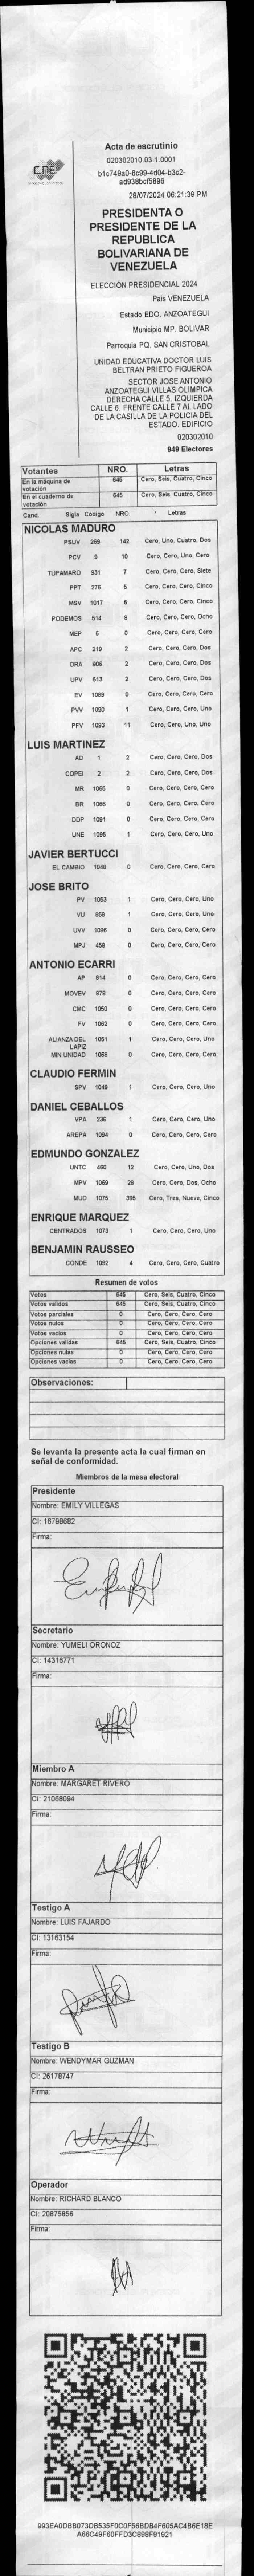 CNE
Acta de escrutinio
020302010.03.1.0001
b1c749a0-8c99-4d04-b3c2-
ad938bcf5896
28/07/2024 06:21:39 PM
PRESIDENTA O
PRESIDENTE DE LA
REPUBLICA
BOLIVARIANA DE
VENEZUELA
ELECCIÓN PRESIDENCIAL 2024
País VENEZUELA
Estado EDO. ANZOATEGUI
Municipio MP. BOLIVAR
Parroquia PQ. SAN CRISTOBAL
UNIDAD EDUCATIVA DOCTOR LUIS
BELTRAN PRIETO FIGUEROA
SECTOR JOSE ANTONIO
ANZOATEGUI VILLAS OLIMPICA
DERECHA CALLE 5. IZQUIERDA
CALLE 6. FRENTE CALLE 7 AL LADO
DE LA CASILLA DE LA POLICIA DEL
ESTADO. EDIFICIO
020302010
949 Electores
Votantes NRO. Letras
En la máquina de votación 645 Cero, Seis, Cuatro, Cinco
En el cuaderno de votación 645 Cero, Seis, Cuatro, Cinco
Cand. Sigla Código NRO. Letras
NICOLAS MADURO
PSUV 269 142 Cero, Uno, Cuatro, Dos
PCV 9 10 Cero, Cero, Uno, Cero
TUPAMARO 931 7 Cero, Cero, Cero, Siete
PPT 276 5 Cero, Cero, Cero, Cinco
MSV 1017 5 Cero, Cero, Cero, Cinco
PODEMOS 514 8 Cero, Cero, Cero, Ocho
MEP 6 0 Cero, Cero, Cero, Cero
APC 219 2 Cero, Cero, Cero, Dos
ORA 906 2 Cero, Cero, Cero, Dos
UPV 613 2 Cero, Cero, Cero, Dos
EV 1089 0 Cero, Cero, Cero, Cero
PVV 1090 1 Cero, Cero, Cero, Uno
PFV 1093 11 Cero, Cero, Uno, Uno
LUIS MARTINEZ
AD 1 2 Cero, Cero, Cero, Dos
COPEI 2 2 Cero, Cero, Cero, Dos
MR 1065 0 Cero, Cero, Cero, Cero
BR 1066 0 Cero, Cero, Cero, Cero
DDP 1091 0 Cero, Cero, Cero, Cero
UNE 1095 1 Cero, Cero, Cero, Uno
JAVIER BERTUCCI
EL CAMBIO 1048 0 Cero, Cero, Cero, Cero
JOSE BRITO
PV 1053 1 Cero, Cero, Cero, Uno
VU 968 1 Cero, Cero, Cero, Uno
UVV 1096 0 Cero, Cero, Cero, Cero
MPJ 458 0 Cero, Cero, Cero, Cero
ANTONIO ECARRI
AP 914 0 Cero, Cero, Cero, Cero
MOVEV 978 0 Cero, Cero, Cero, Cero
CMC 1050 0 Cero, Cero, Cero, Cero
FV 1062 0 Cero, Cero, Cero, Cero
ALIANZA DEL LAPIZ 1051 1 Cero, Cero, Cero, Uno
MIN UNIDAD 1068 0 Cero, Cero, Cero, Cero
CLAUDIO FERMIN
SPV 1049 1 Cero, Cero, Cero, Uno
DANIEL CEBALLOS
VPA 236 1 Cero, Cero, Cero, Uno
AREPA 1094 0 Cero, Cero, Cero, Cero
EDMUNDO GONZALEZ
UNTC 460 12 Cero, Cero, Uno, Dos
MPV 1069 28 Cero, Cero, Dos, Ocho
MUD 1075 395 Cero, Tres, Nueve, Cinco
ENRIQUE MARQUEZ
CENTRADOS 1073 1 Cero, Cero, Cero, Uno
BENJAMIN RAUSSEO
CONDE 1092 4 Cero, Cero, Cero, Cuatro
Resumen de votos
Votos 645 Cero, Seis, Cuatro, Cinco
Votos validos 645 Cero, Seis, Cuatro, Cinco
Votos parciales 0 Cero, Cero, Cero, Cero
Votos nulos 0 Cero, Cero, Cero, Cero
Votos vacios 0 Cero, Cero, Cero, Cero
Opciones validas 645 Cero, Seis, Cuatro, Cinco
Opciones nulas 0 Cero, Cero, Cero, Cero
Opciones vacias 0 Cero, Cero, Cero, Cero
Observaciones:
Se levanta la presente acta la cual firman en
señal de conformidad.
Miembros de la mesa electoral
Presidente
Nombre: EMILY VILLEGAS
CI: 16798682
Firma:
Secretario
Nombre: YUMELI ORONOZ
CI: 14316771
Firma:
Miembro A
Nombre: MARGARET RIVERO
CI: 21068094
Firma:
Testigo A
Nombre: LUIS FAJARDO
CI: 13163154
Firma:
Testigo B
Nombre: WENDYMAR GUZMAN
CI: 26178747
Firma:
Operador
Nombre: RICHARD BLANCO
CI: 20875856
Firma:
993EA0DBB073DB535F0C0F56BDB4F605AC4B6E18E
A66C49F60FFD3C898F91921